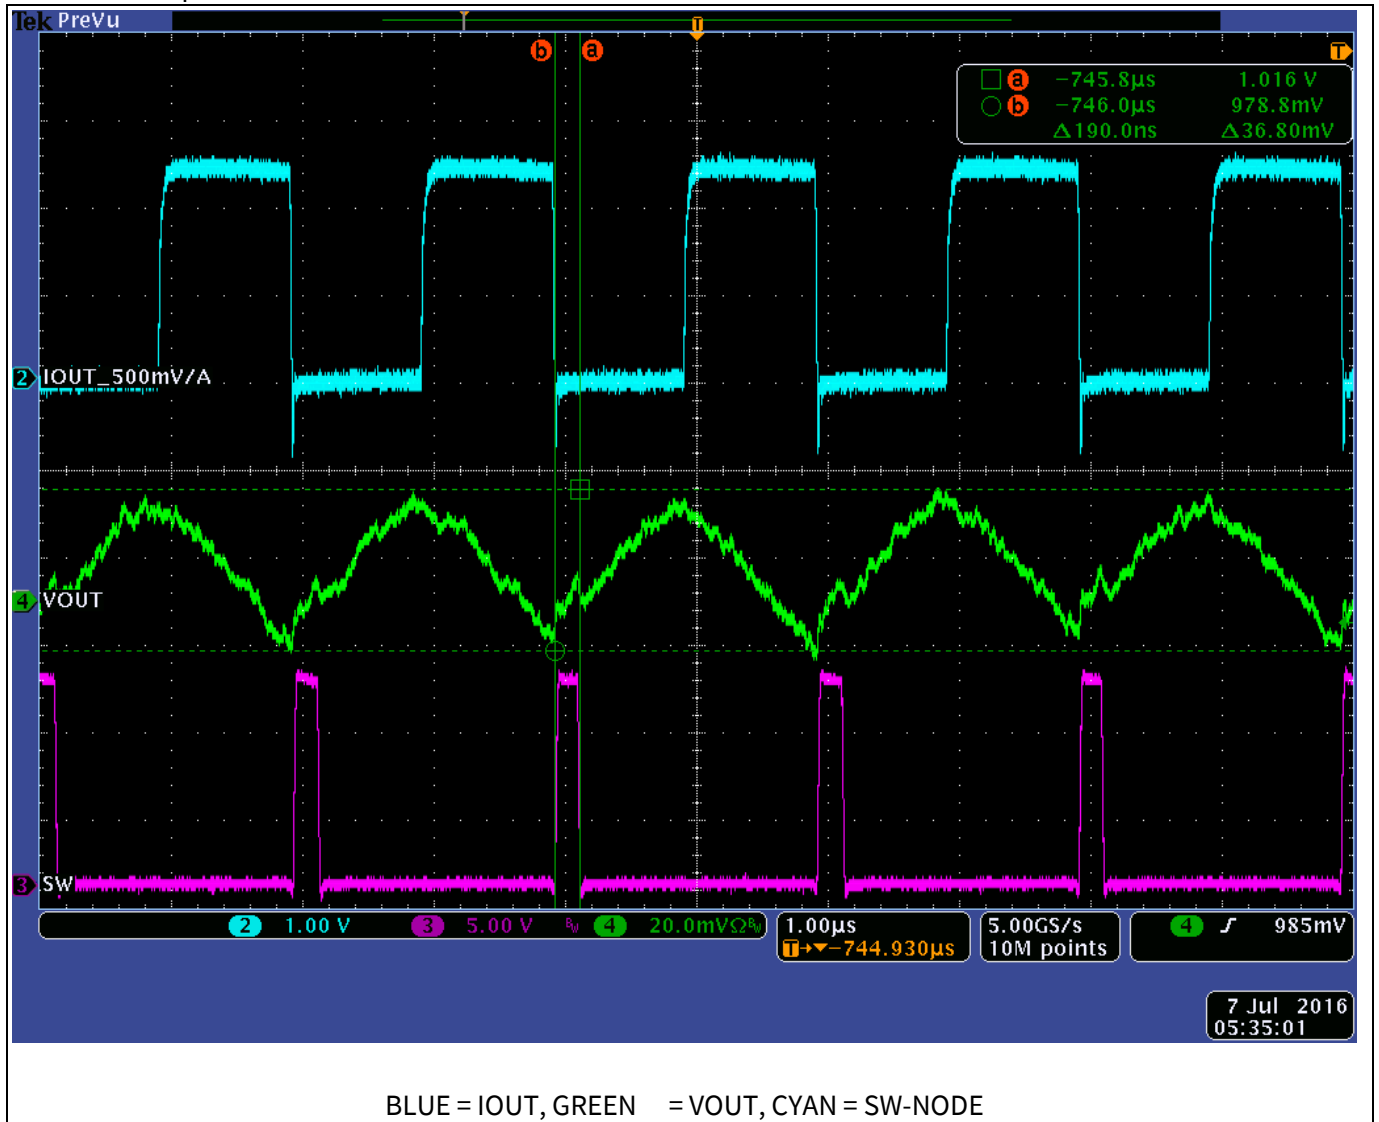 Tek PreVu
T
b a
T
a −745.8µs 1.016 V
b −746.0µs 978.8mV
Δ190.0ns Δ36.80mV
2 IOUT_500mV/A
4 VOUT
3 SW
2 1.00 V 3 5.00 V BW 4 20.0mVΩBW
1.00µs
T→▼−744.930µs
5.00GS/s
10M points
4 985mV
7 Jul 2016
05:35:01
BLUE = IOUT, GREEN = VOUT, CYAN = SW-NODE